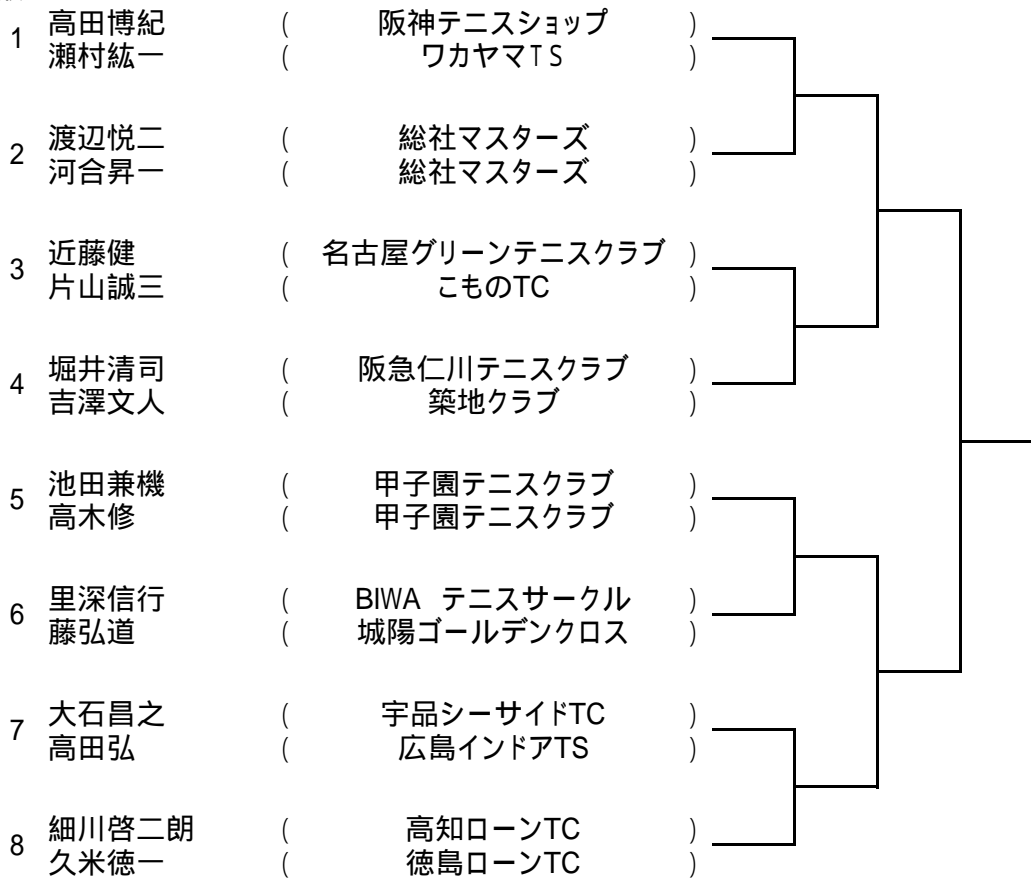 1 高田博紀 ( 阪神テニスショップ )
瀬村紘一 ( ワカヤマTS )
2 渡辺悦二 ( 総社マスターズ )
河合昇一 ( 総社マスターズ )
3 近藤健 ( 名古屋グリーンテニスクラブ )
片山誠三 ( こものTC )
4 堀井清司 ( 阪急仁川テニスクラブ )
吉澤文人 ( 築地クラブ )
5 池田兼機 ( 甲子園テニスクラブ )
高木修 ( 甲子園テニスクラブ )
6 里深信行 ( BIWA テニスサークル )
藤弘道 ( 城陽ゴールデンクロス )
7 大石昌之 ( 宇品シーサイドTC )
高田弘 ( 広島インドアTS )
8 細川啓二朗 ( 高知ローンTC )
久米徳一 ( 徳島ローンTC )